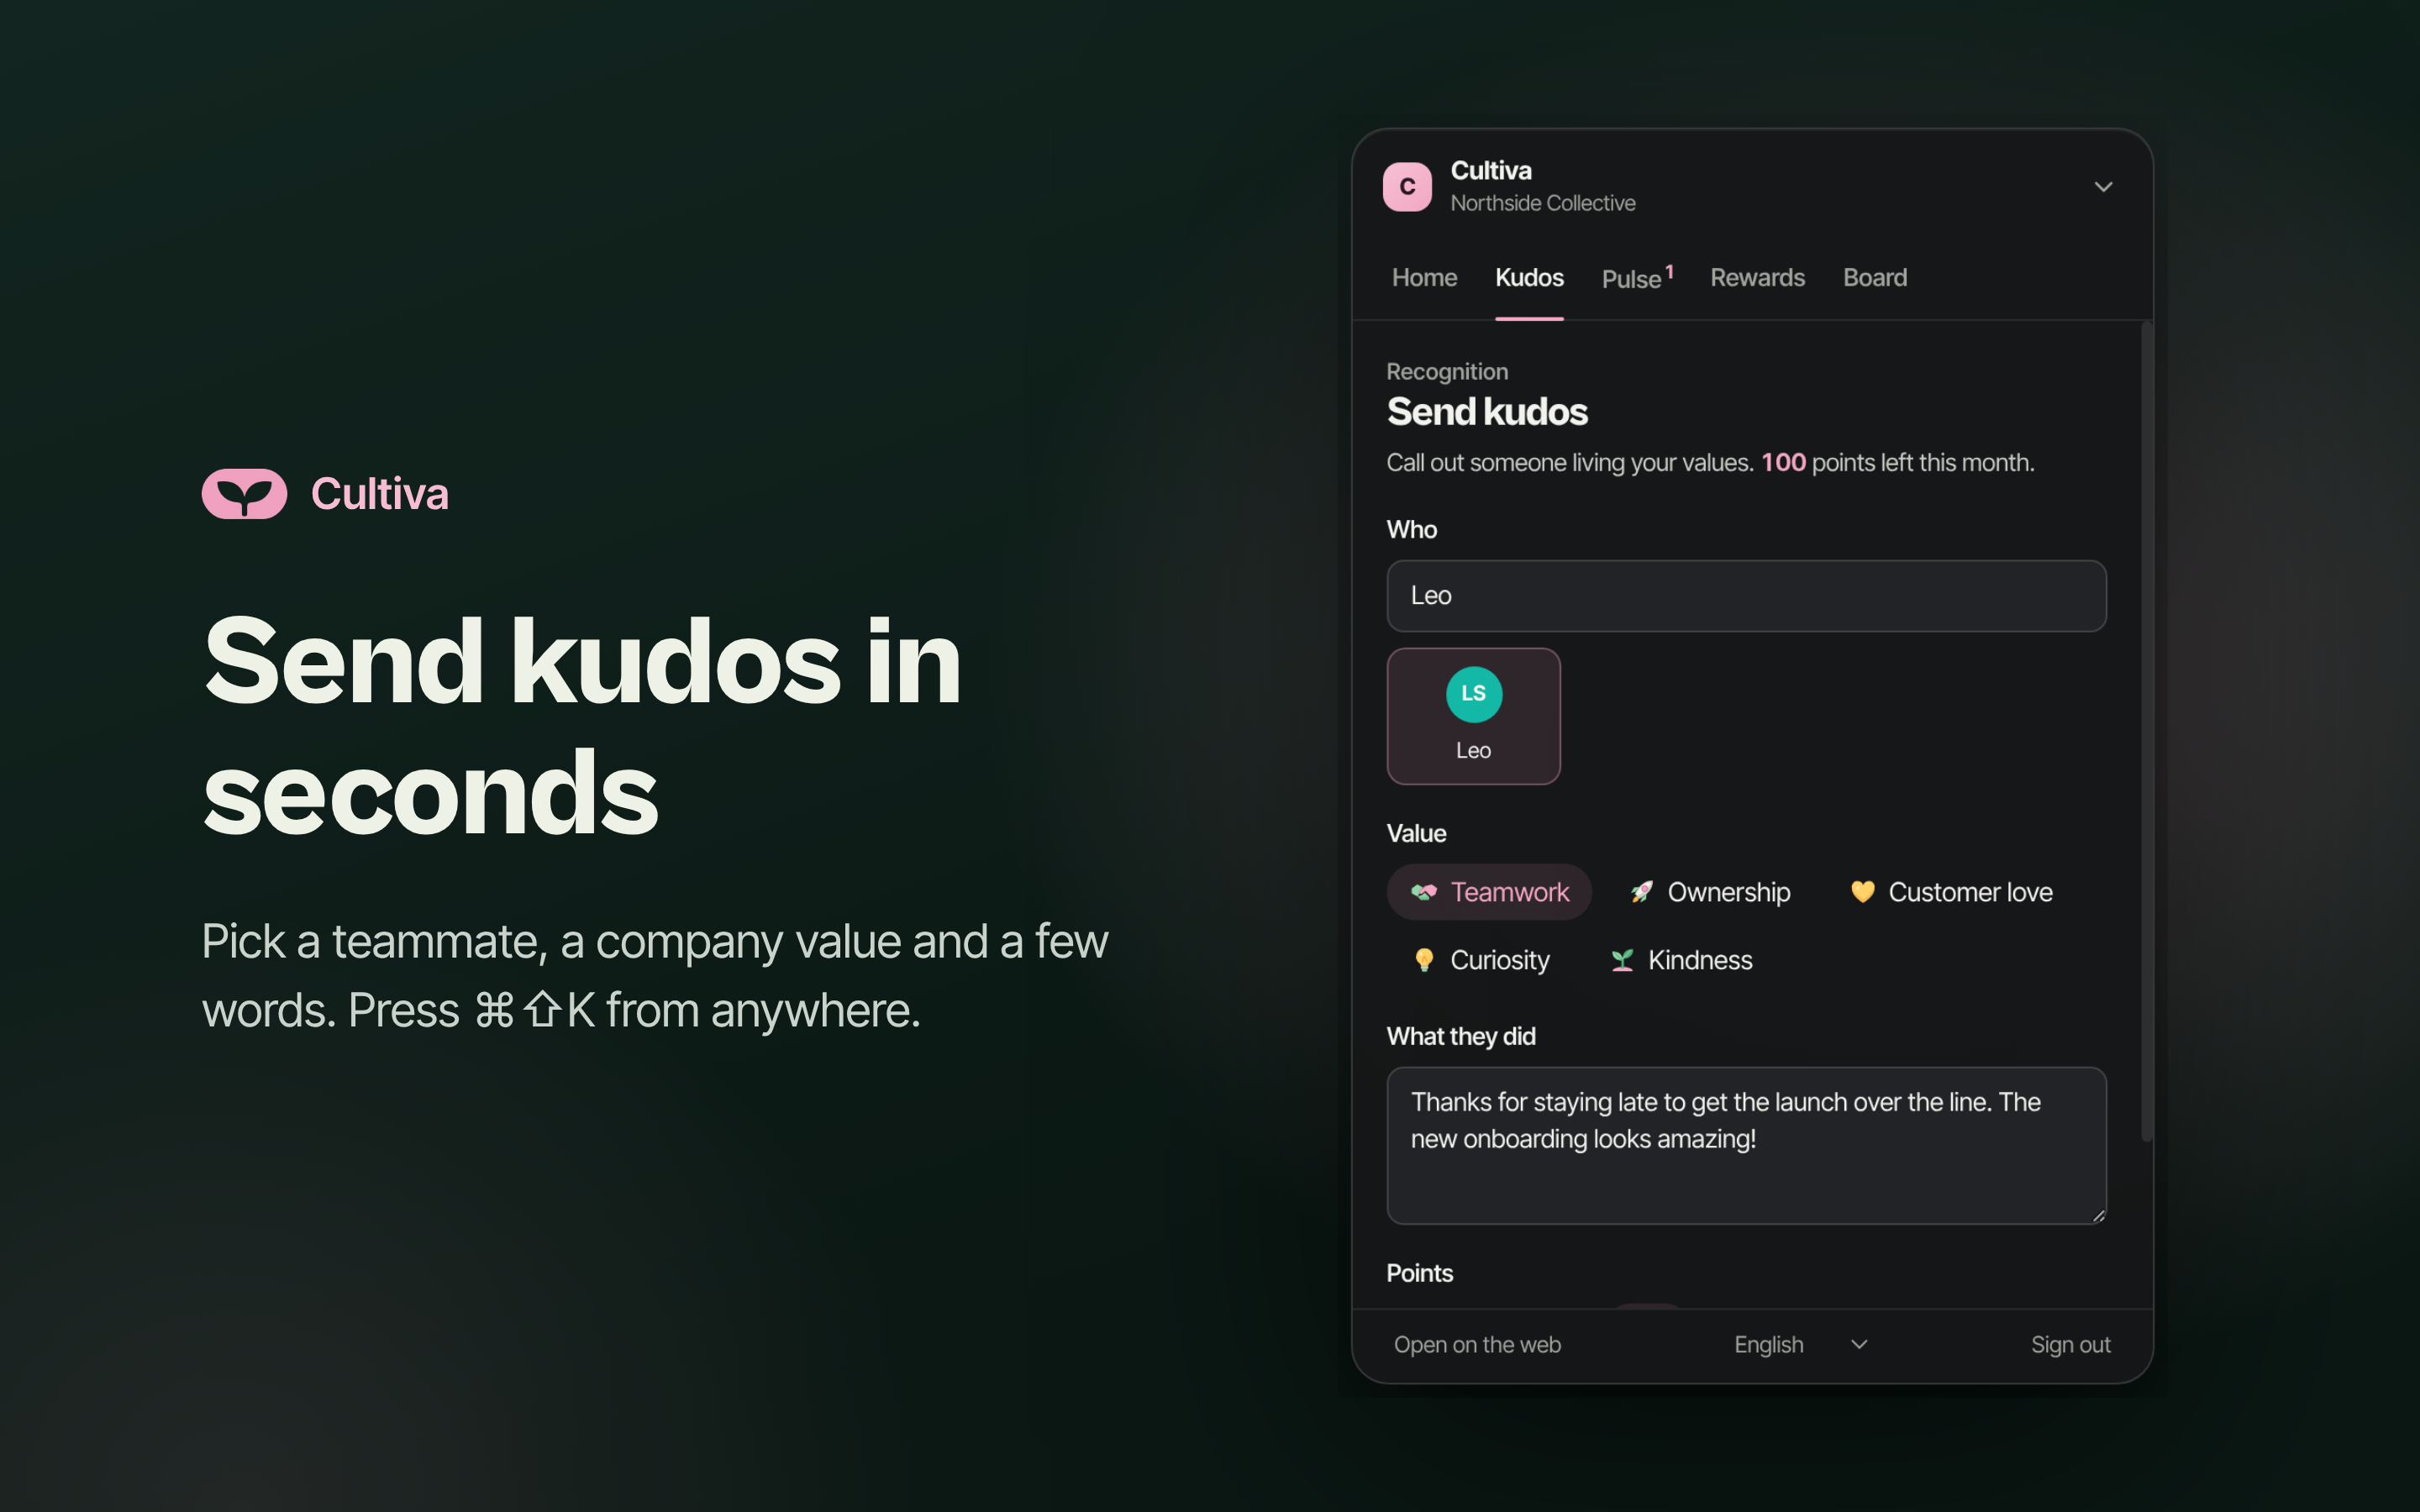 Cultiva
Send kudos in
seconds
Pick a teammate, a company value and a few
words. Press ⌘⇧K from anywhere.
C
Cultiva
Northside Collective
Home Kudos Pulse 1 Rewards Board
Recognition
Send kudos
Call out someone living your values. 100 points left this month.
Who
Leo
LS
Leo
Value
Teamwork Ownership Customer love
Curiosity Kindness
What they did
Thanks for staying late to get the launch over the line. The
new onboarding looks amazing!
Points
Open on the web English Sign out